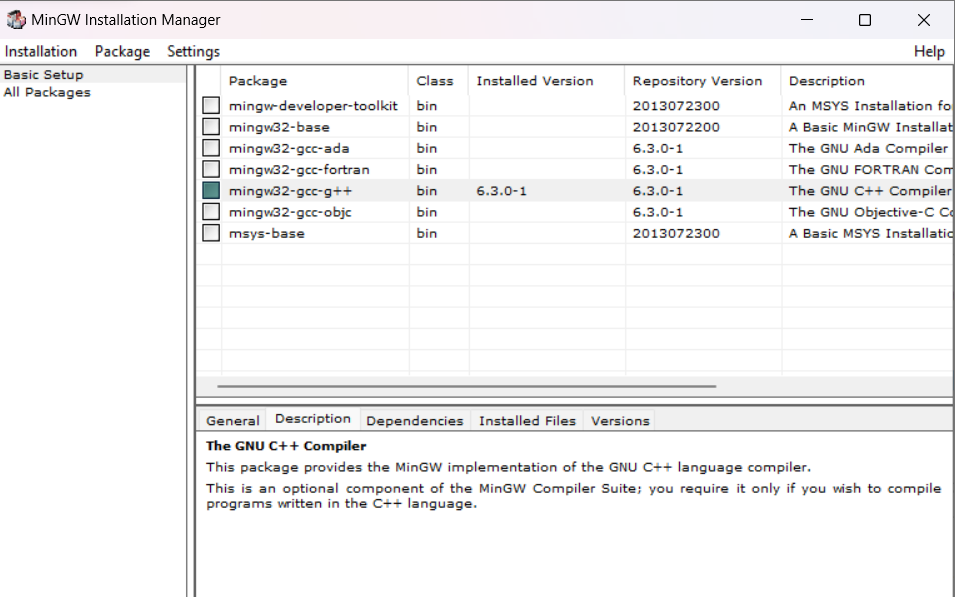 MinGW Installation Manager
Installation Package Settings Help
Basic Setup
All Packages
Package Class Installed Version Repository Version Description
mingw-developer-toolkit bin 2013072300 An MSYS Installation fo
mingw32-base bin 2013072200 A Basic MinGW Installat
mingw32-gcc-ada bin 6.3.0-1 The GNU Ada Compiler
mingw32-gcc-fortran bin 6.3.0-1 The GNU FORTRAN Com
mingw32-gcc-g++ bin 6.3.0-1 6.3.0-1 The GNU C++ Compiler
mingw32-gcc-objc bin 6.3.0-1 The GNU Objective-C Co
msys-base bin 2013072300 A Basic MSYS Installatio
General Description Dependencies Installed Files Versions
The GNU C++ Compiler
This package provides the MinGW implementation of the GNU C++ language compiler.
This is an optional component of the MinGW Compiler Suite; you require it only if you wish to compile
programs written in the C++ language.